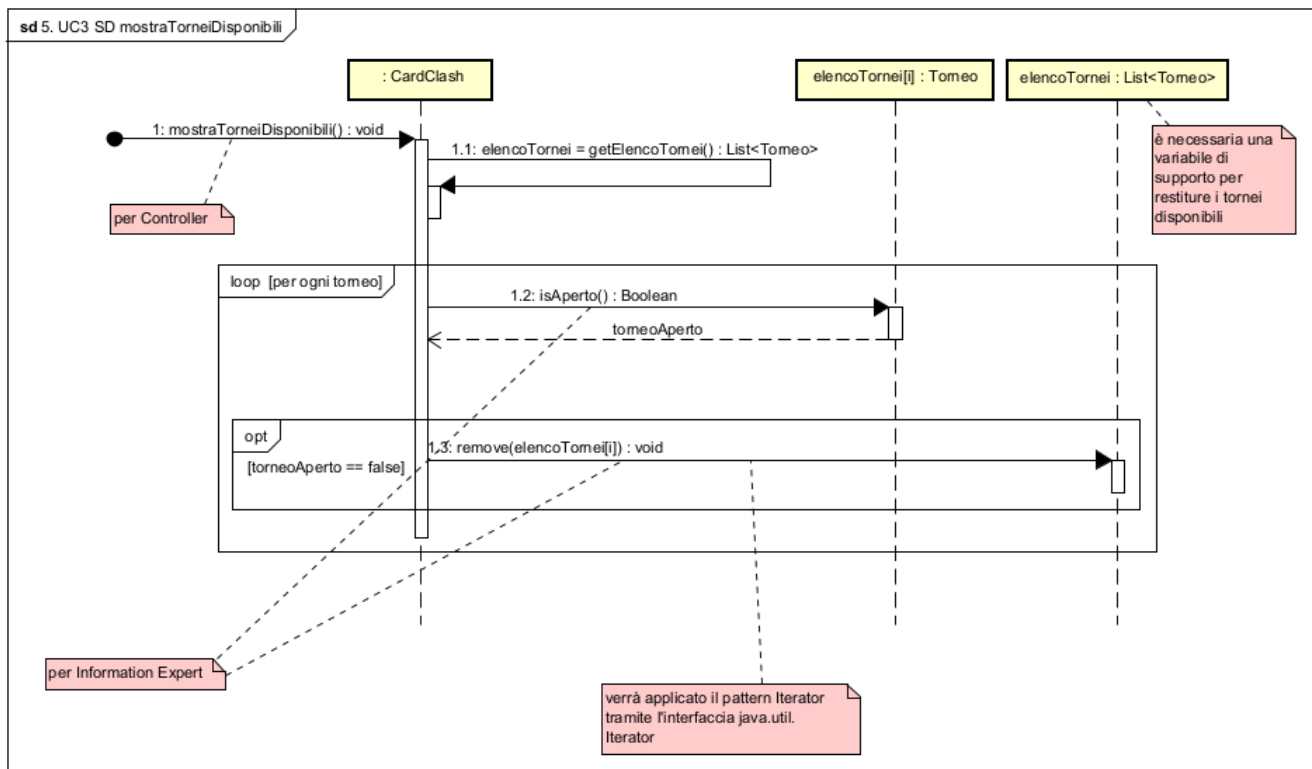 sd 5. UC3 SD mostraTorneiDisponibili
: CardClash
elencoTornei[i] : Torneo
elencoTornei : List<Torneo>
1: mostraTorneiDisponibili() : void
1.1: elencoTornei = getElencoTornei() : List<Torneo>
è necessaria una
variabile di
supporto per
restiture i tornei
disponibili
per Controller
loop [per ogni torneo]
1.2: isAperto() : Boolean
torneoAperto
opt
[torneoAperto == false]
1.3: remove(elencoTornei[i]) : void
per Information Expert
verrà applicato il pattern Iterator
tramite l'interfaccia java.util.
Iterator